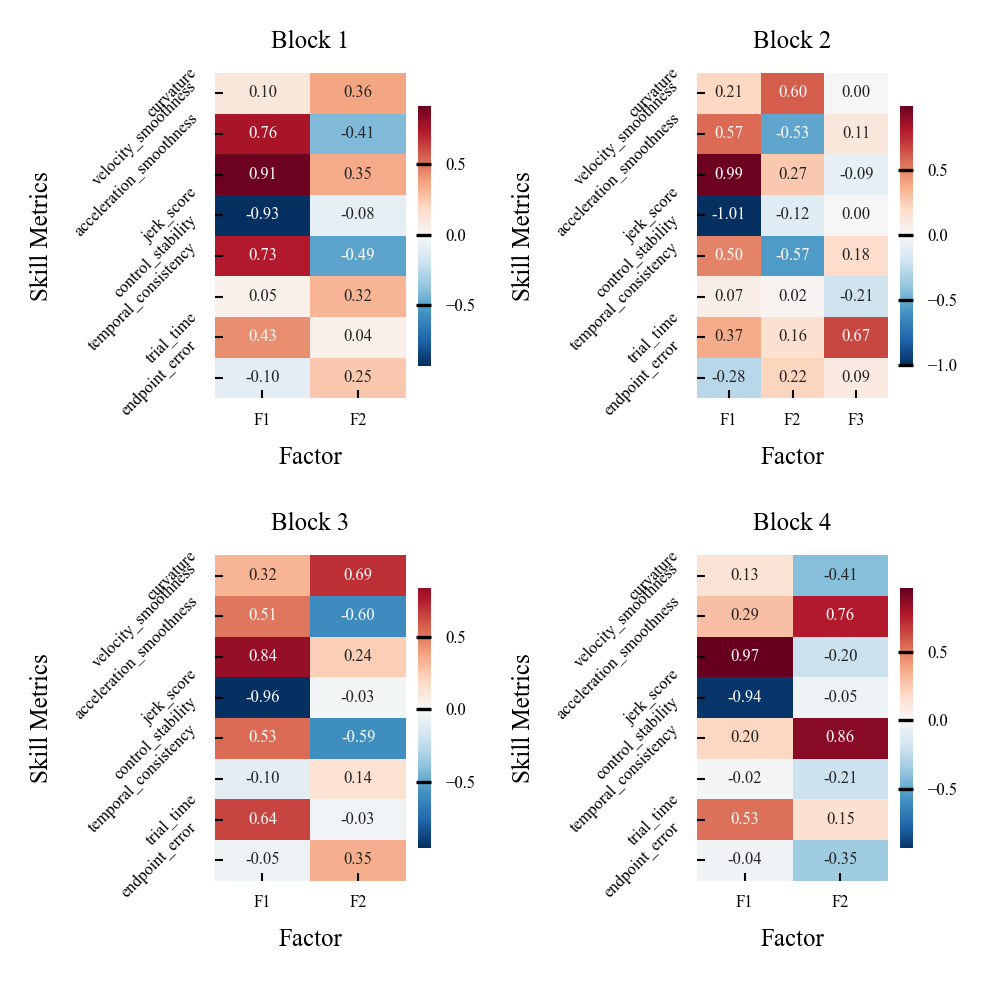 Block 1
Skill Metrics
curvature 0.10 0.36
velocity_smoothness 0.76 -0.41
acceleration_smoothness 0.91 0.35
jerk_score -0.93 -0.08
control_stability 0.73 -0.49
temporal_consistency 0.05 0.32
trial_time 0.43 0.04
endpoint_error -0.10 0.25
F1 F2
Factor
0.5
0.0
−0.5
Block 2
Skill Metrics
curvature 0.21 0.60 0.00
velocity_smoothness 0.57 -0.53 0.11
acceleration_smoothness 0.99 0.27 -0.09
jerk_score -1.01 -0.12 0.00
control_stability 0.50 -0.57 0.18
temporal_consistency 0.07 0.02 -0.21
trial_time 0.37 0.16 0.67
endpoint_error -0.28 0.22 0.09
F1 F2 F3
Factor
0.5
0.0
−0.5
−1.0
Block 3
Skill Metrics
curvature 0.32 0.69
velocity_smoothness 0.51 -0.60
acceleration_smoothness 0.84 0.24
jerk_score -0.96 -0.03
control_stability 0.53 -0.59
temporal_consistency -0.10 0.14
trial_time 0.64 -0.03
endpoint_error -0.05 0.35
F1 F2
Factor
0.5
0.0
−0.5
Block 4
Skill Metrics
curvature 0.13 -0.41
velocity_smoothness 0.29 0.76
acceleration_smoothness 0.97 -0.20
jerk_score -0.94 -0.05
control_stability 0.20 0.86
temporal_consistency -0.02 -0.21
trial_time 0.53 0.15
endpoint_error -0.04 -0.35
F1 F2
Factor
0.5
0.0
−0.5